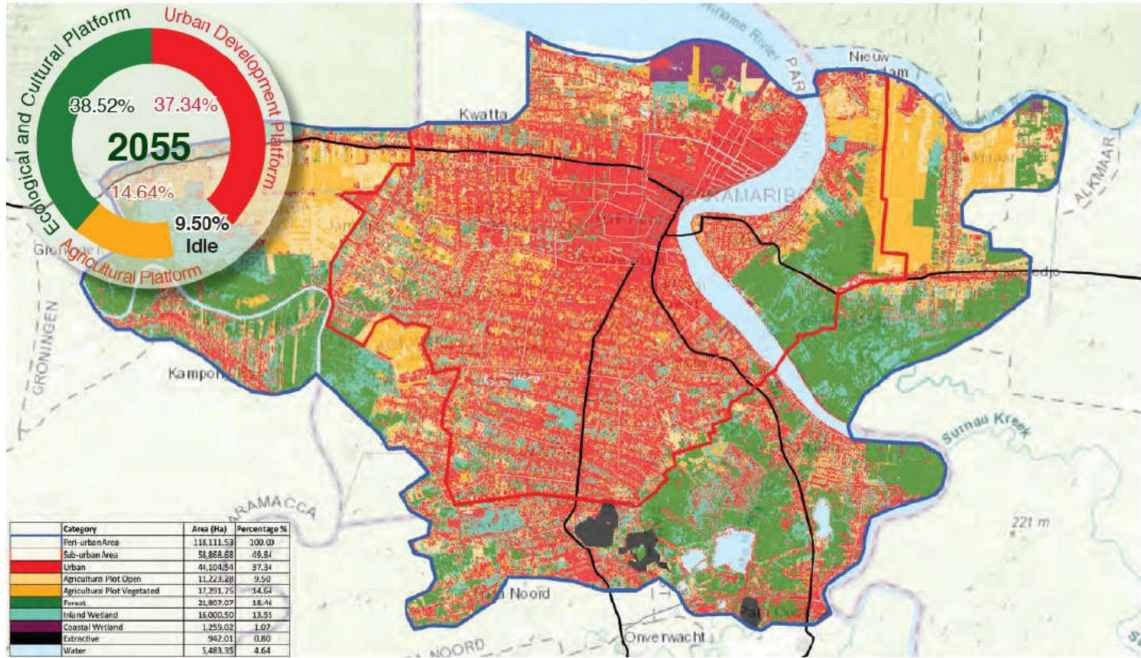 Ecological and Cultural Platform
Urban Development Platform
38.52%
37.34%
2055
14.64%
9.50%
Idle
Agricultural Platform
Kwatta
Nieuw
PAR
ALKMAAR
GRONINGEN
Surnau Kreek
221 m
Onverwacht
Category Area (Ha) Percentage %
Peri-urban Area 118,111.53 100.00
Sub-urban Area 58,868.68 49.84
Urban 44,104.54 37.34
Agricultural Plot Open 11,223.28 9.50
Agricultural Plot Vegetated 17,291.75 14.64
Forest 21,807.07 18.46
Inland Wetland 16,000.50 13.55
Coastal Wetland 1,259.02 1.07
Extractive 942.01 0.80
Water 5,483.35 4.64